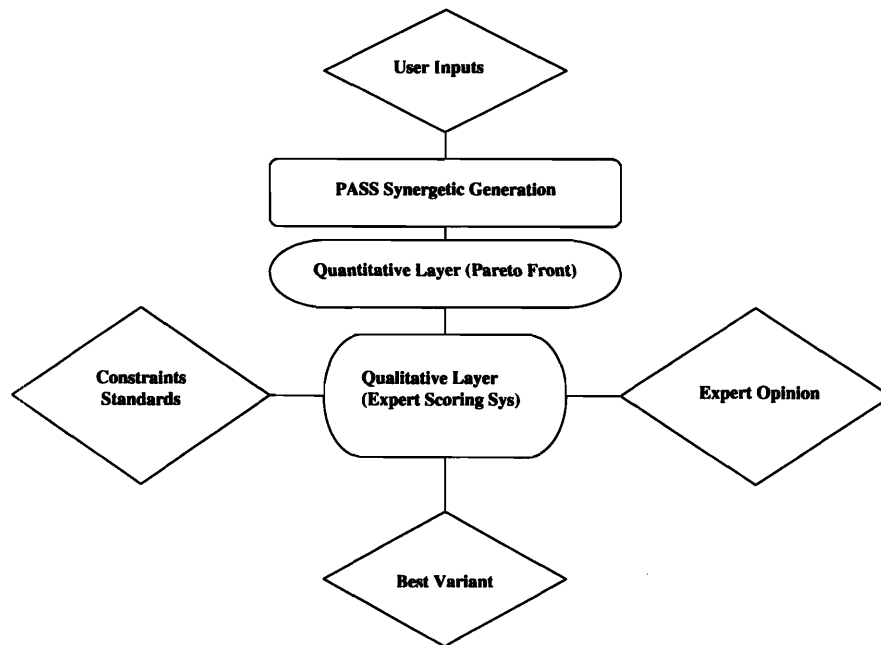 User Inputs
PASS Synergetic Generation
Quantitative Layer (Pareto Front)
Constraints
Standards
Qualitative Layer
(Expert Scoring Sys)
Expert Opinion
Best Variant